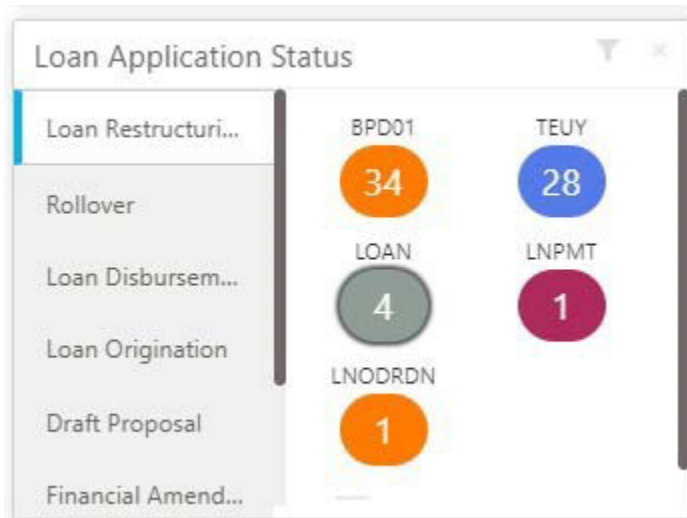 Loan Application Status
Loan Restructuri...
Rollover
Loan Disbursem...
Loan Origination
Draft Proposal
Financial Amend...
BPD01 TEUY
34 28
LOAN LNPMT
4 1
LNODRDN
1